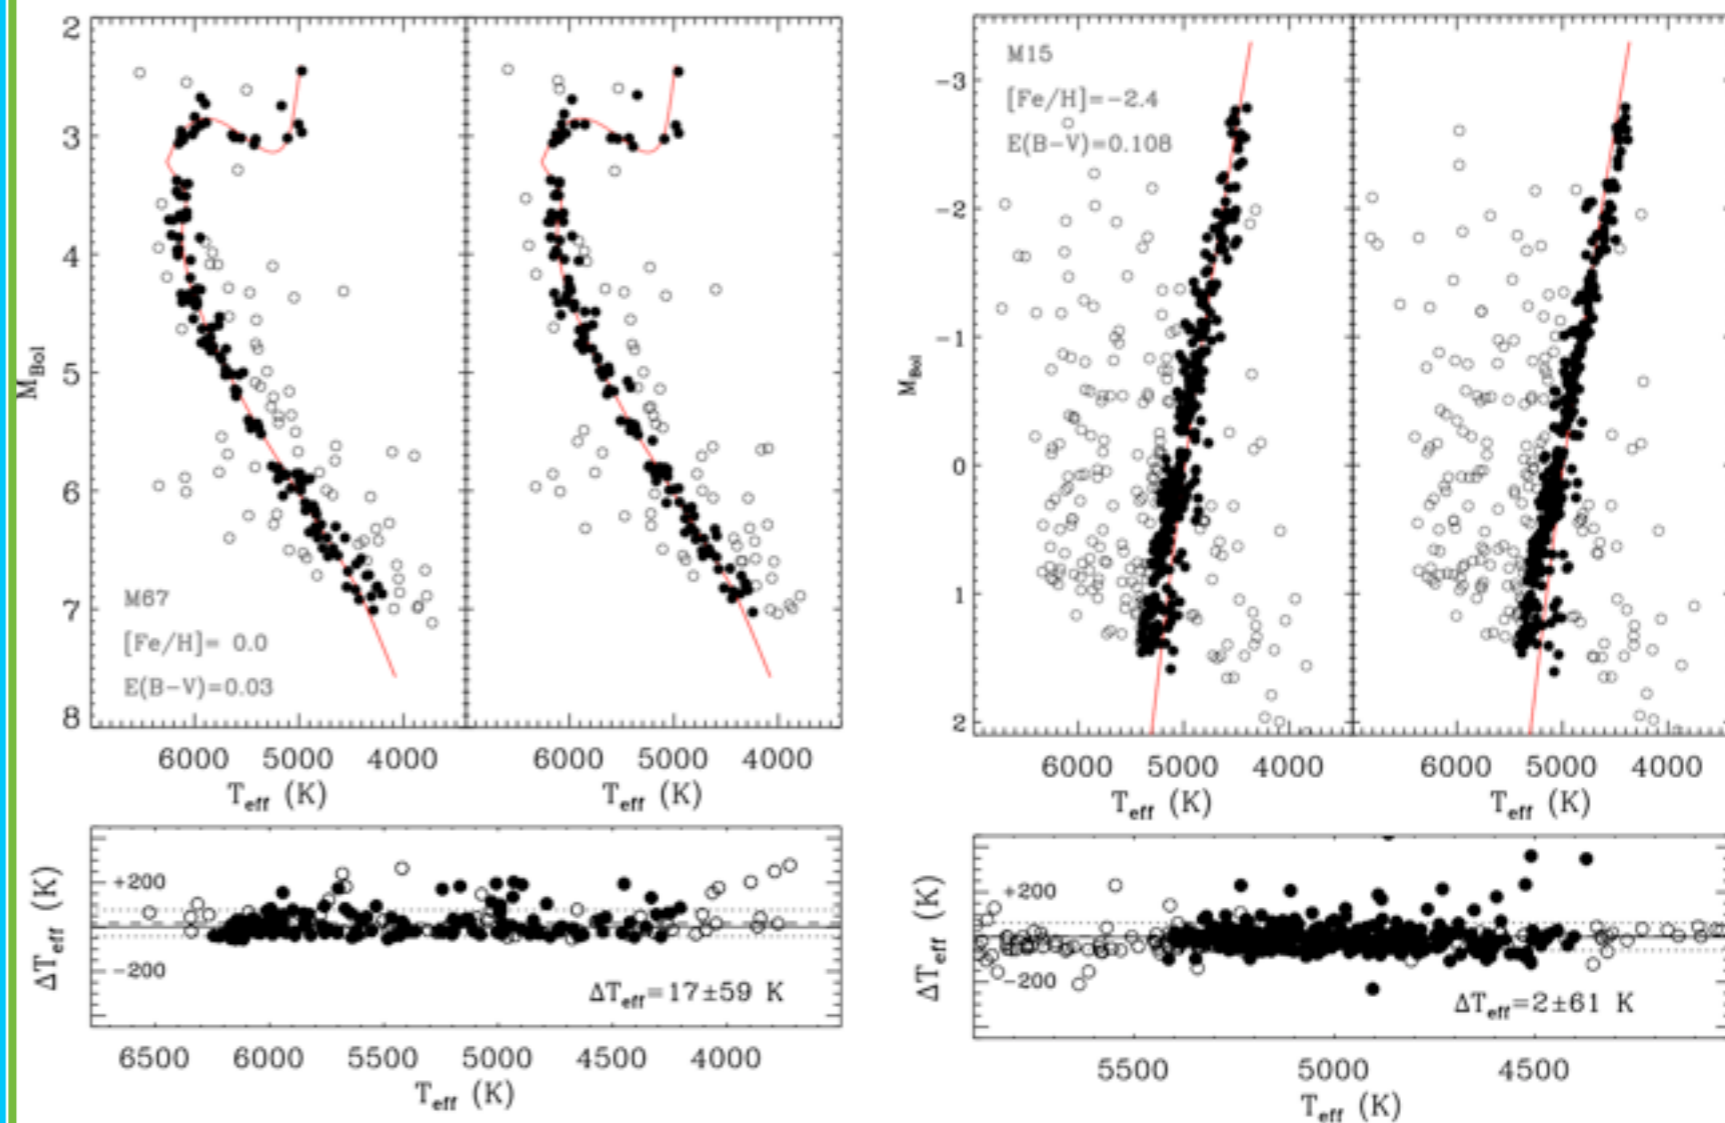 2
3
4
5
6
7
8
M_Bol
M67
[Fe/H]= 0.0
E(B−V)=0.03
6000 5000 4000
6000 5000 4000
T_eff (K)
T_eff (K)
+200
−200
ΔT_eff (K)
ΔT_eff=17±59 K
6500 6000 5500 5000 4500 4000
T_eff (K)
−3
−2
−1
0
1
2
M_Bol
M15
[Fe/H]=−2.4
E(B−V)=0.108
6000 5000 4000
6000 5000 4000
T_eff (K)
T_eff (K)
+200
−200
ΔT_eff (K)
ΔT_eff=2±61 K
5500 5000 4500
T_eff (K)